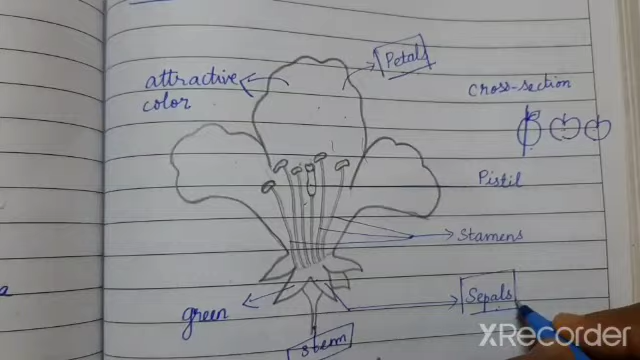 Petals
attractive
color
Cross-section
Pistil
Stamens
Sepals
green
stem
XRecorder